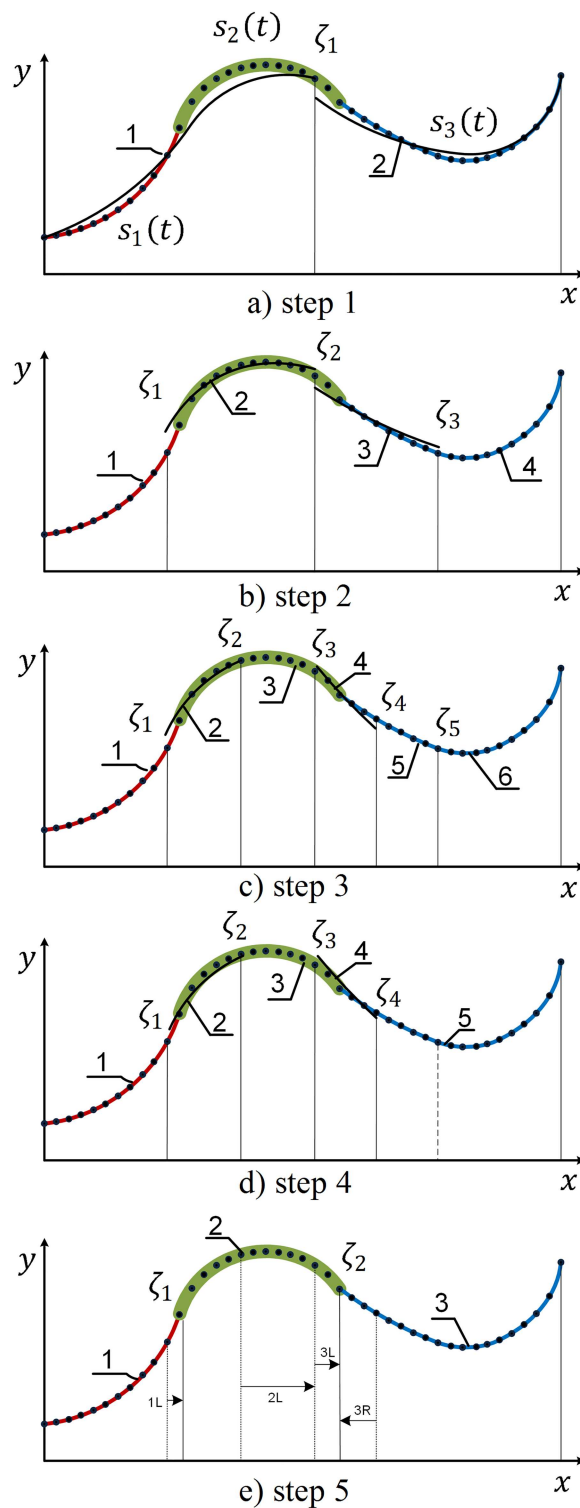 s₂(t) ζ₁
y
1
s₃(t)
2
s₁(t)
x
a) step 1
y
ζ₂
ζ₁
2
ζ₃
1
3
4
x
b) step 2
y
ζ₂ ζ₃
4
3
ζ₄
ζ₁
2
ζ₅
1
5
6
x
c) step 3
y
ζ₂ ζ₃
4
3
ζ₄
ζ₁
2
5
1
x
d) step 4
2
y
ζ₂
ζ₁
3
1
3L
1L
2L
3R
x
e) step 5